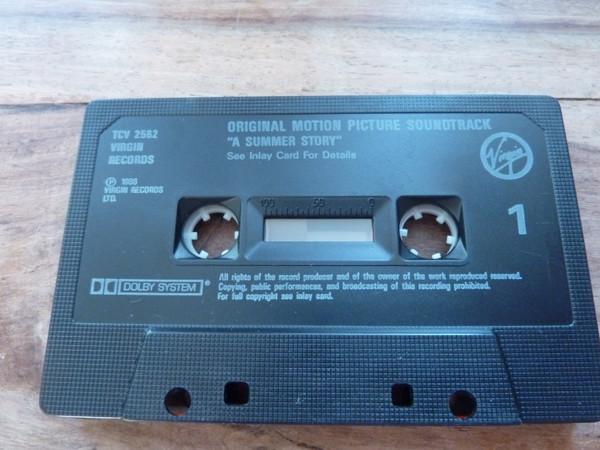 TCV 2562
VIRGIN
RECORDS
℗ 1988
VIRGIN RECORDS
LTD.
ORIGINAL MOTION PICTURE SOUNDTRACK
"A SUMMER STORY"
See Inlay Card For Details
Virgin
1
100 50 0
DOLBY SYSTEM®
All rights of the record producer and of the owner of the work reproduced reserved.
Copying, public performances, and broadcasting of this recording prohibited.
For full copyright see inlay card.